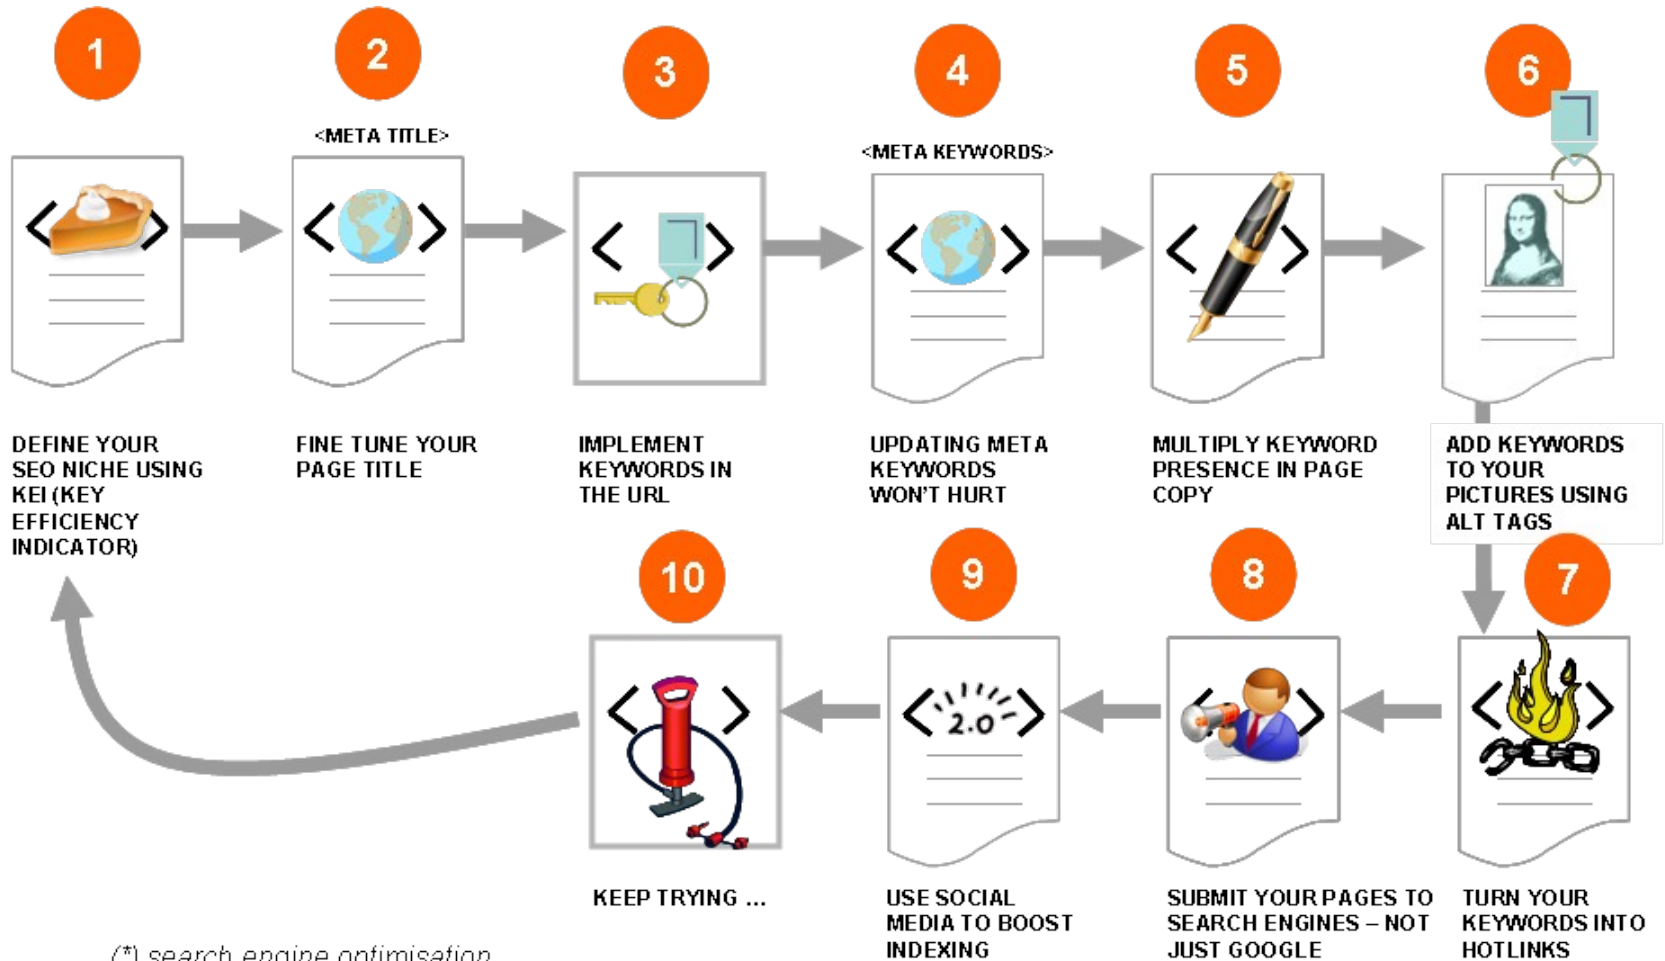 1
2
3
4
5
6
<META TITLE>
<META KEYWORDS>
DEFINE YOUR
SEO NICHE USING
KEI (KEY
EFFICIENCY
INDICATOR)
FINE TUNE YOUR
PAGE TITLE
IMPLEMENT
KEYWORDS IN
THE URL
UPDATING META
KEYWORDS
WON'T HURT
MULTIPLY KEYWORD
PRESENCE IN PAGE
COPY
ADD KEYWORDS
TO YOUR
PICTURES USING
ALT TAGS
10
9
8
7
2.0
KEEP TRYING ...
USE SOCIAL
MEDIA TO BOOST
INDEXING
SUBMIT YOUR PAGES TO
SEARCH ENGINES – NOT
JUST GOOGLE
TURN YOUR
KEYWORDS INTO
HOTLINKS
(*) search engine optimisation